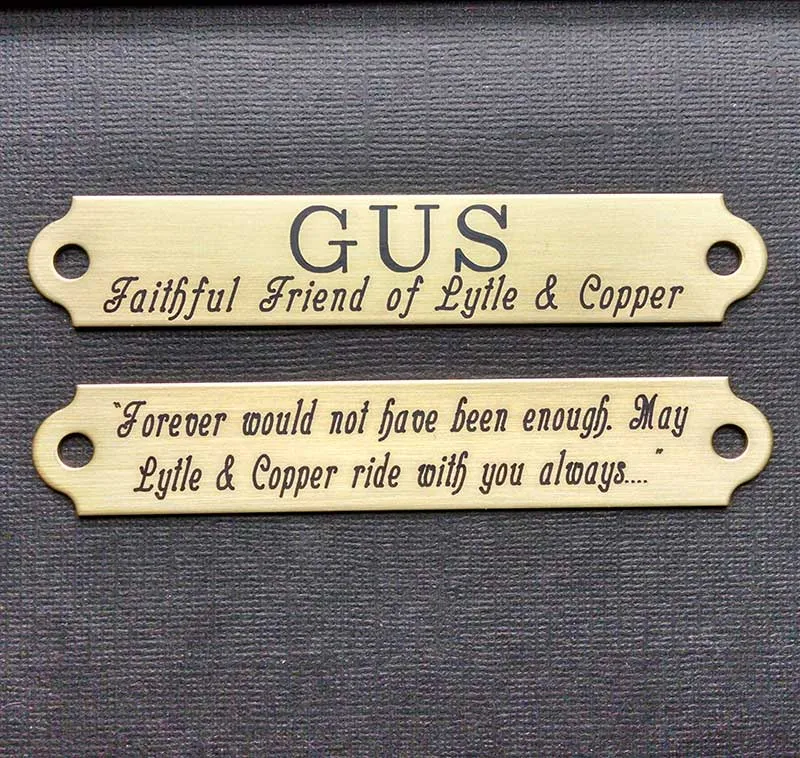 GUS
Faithful Friend of Lytle & Copper
"Forever would not have been enough. May
Lytle & Copper ride with you always...."